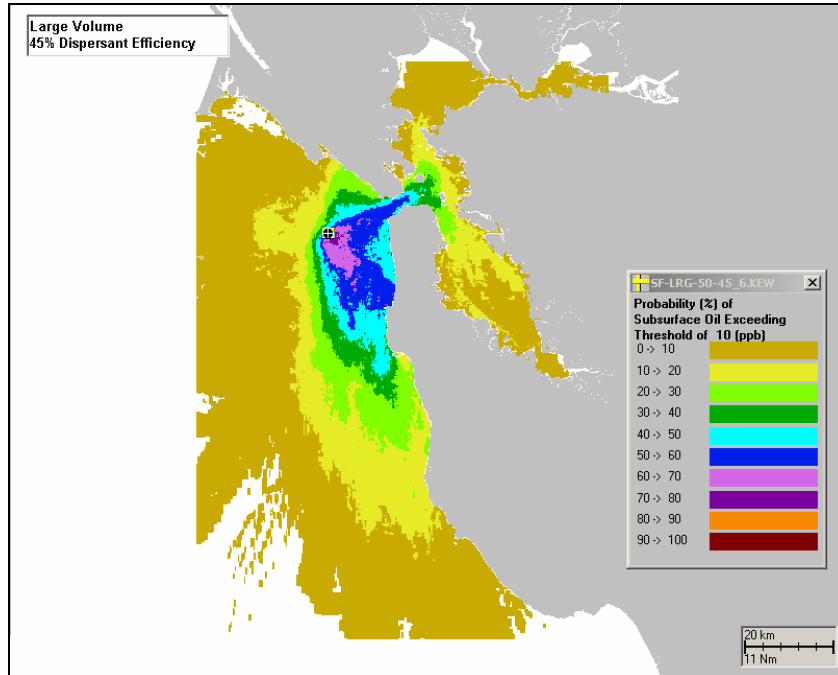 Large Volume
45% Dispersant Efficiency
SF-LRG-50-45_6.KEW
Probability (%) of
Subsurface Oil Exceeding
Threshold of 10 (ppb)
0 -> 10
10 -> 20
20 -> 30
30 -> 40
40 -> 50
50 -> 60
60 -> 70
70 -> 80
80 -> 90
90 -> 100
20 km
11 Nm